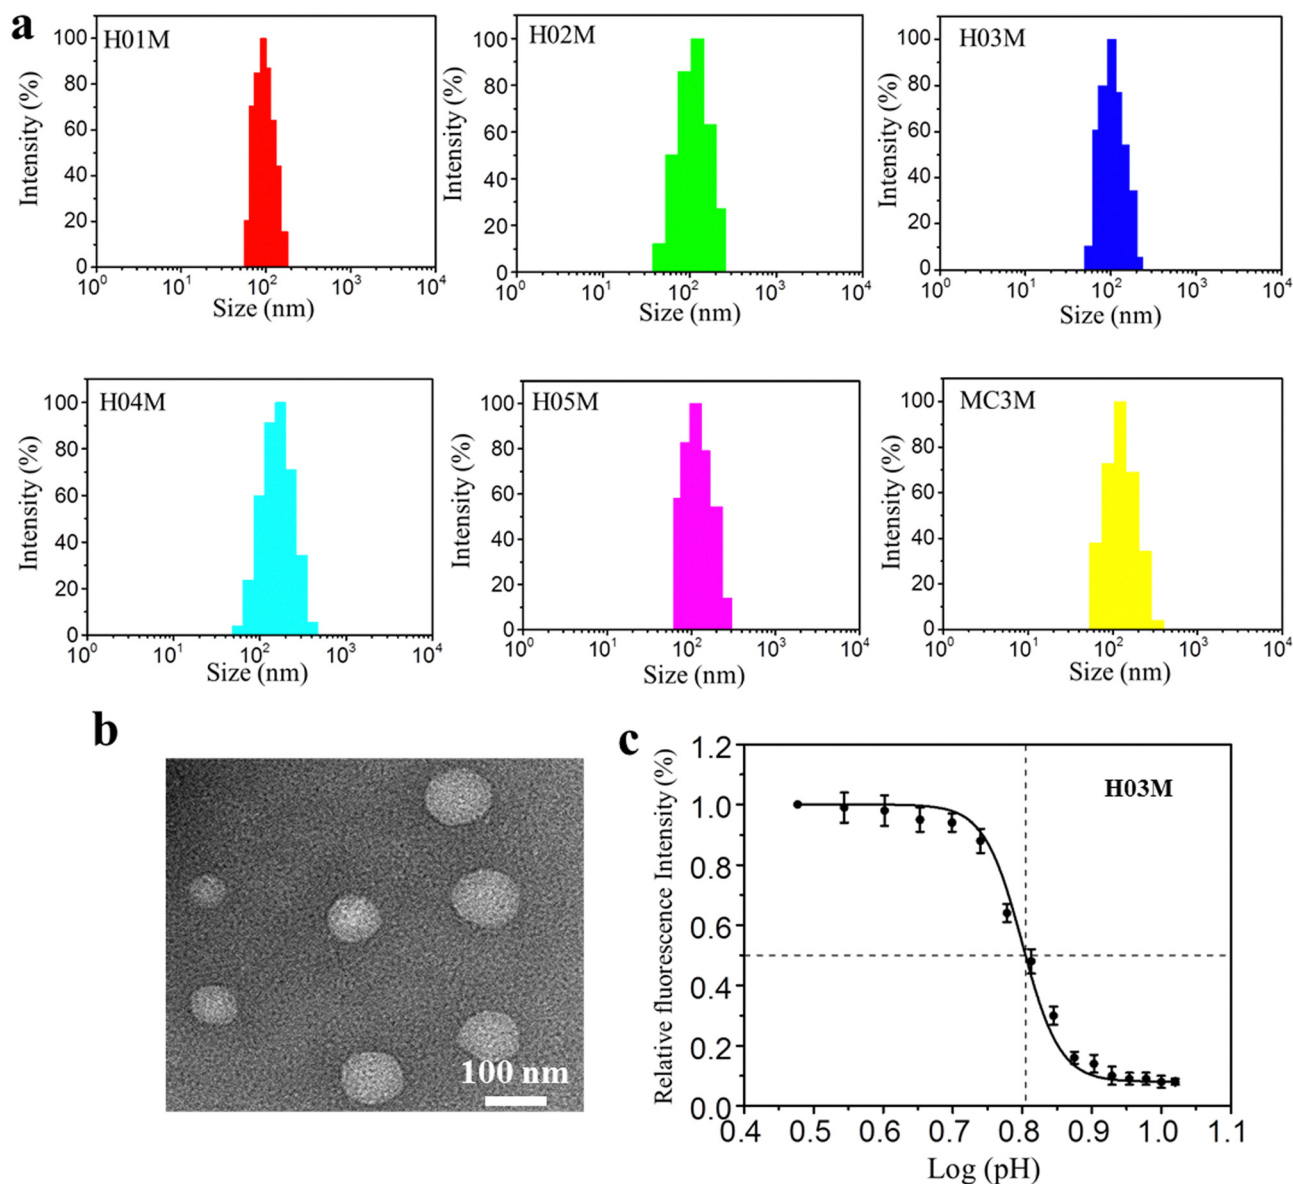 a
H01M
Intensity (%)
100
80
60
40
20
0
10⁰ 10¹ 10² 10³ 10⁴
Size (nm)
H02M
Intensity (%)
100
80
60
40
20
0
10⁰ 10¹ 10² 10³ 10⁴
Size (nm)
H03M
Intensity (%)
100
80
60
40
20
0
10⁰ 10¹ 10² 10³ 10⁴
Size (nm)
H04M
Intensity (%)
100
80
60
40
20
0
10⁰ 10¹ 10² 10³ 10⁴
Size (nm)
H05M
Intensity (%)
100
80
60
40
20
0
10⁰ 10¹ 10² 10³ 10⁴
Size (nm)
MC3M
Intensity (%)
100
80
60
40
20
0
10⁰ 10¹ 10² 10³ 10⁴
Size (nm)
b
100 nm
c
H03M
Relative fluorescence Intensity (%)
1.2
1.0
0.8
0.6
0.4
0.2
0.0
0.4 0.5 0.6 0.7 0.8 0.9 1.0 1.1
Log (pH)